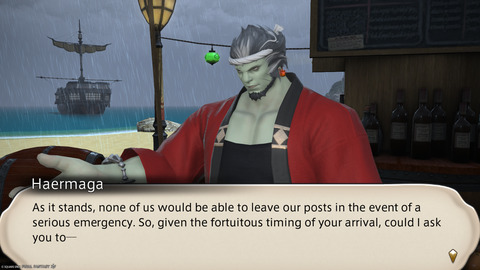 Haermaga
As it stands, none of us would be able to leave our posts in the event of a
serious emergency. So, given the fortuitous timing of your arrival, could I ask
you to—